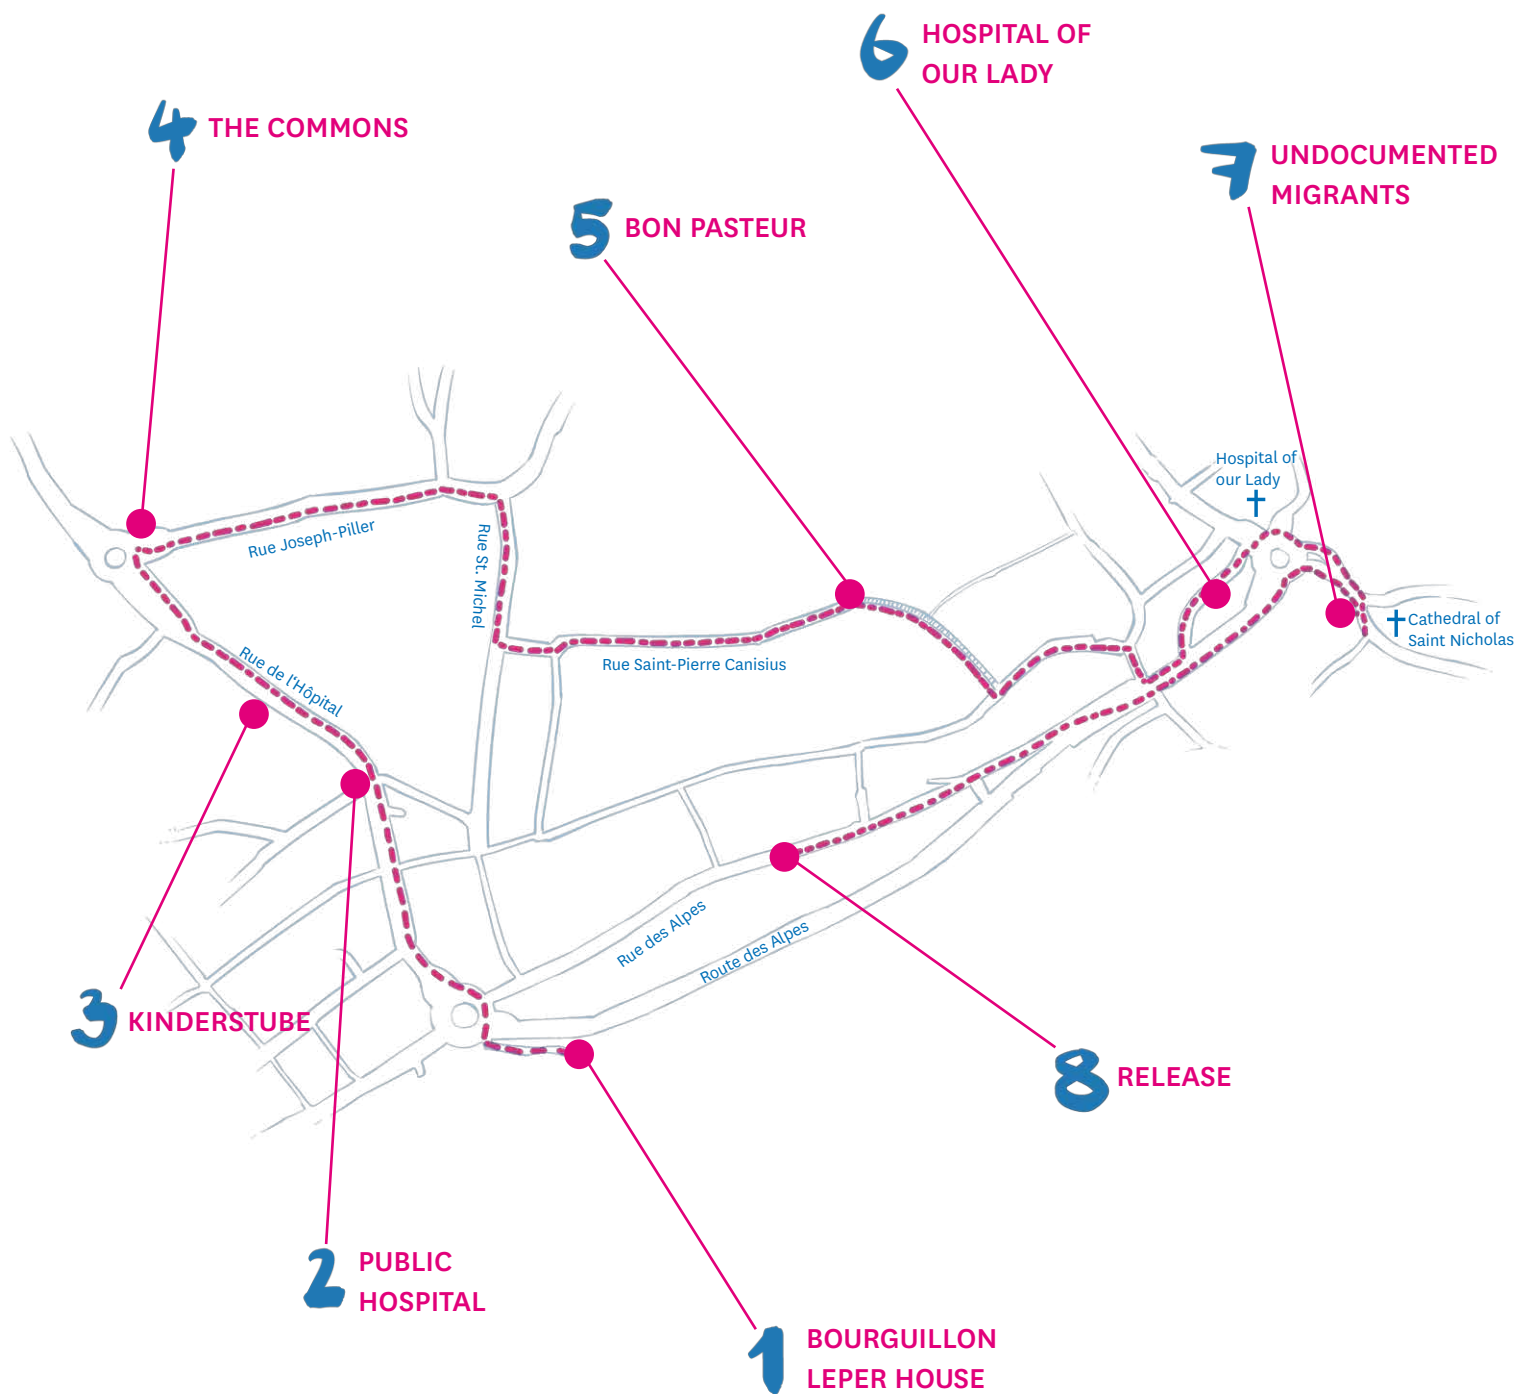 6 HOSPITAL OF
OUR LADY
4 THE COMMONS
7 UNDOCUMENTED
MIGRANTS
5 BON PASTEUR
Hospital of
our Lady
Rue Joseph-Piller
Rue St. Michel
Cathedral of
Saint Nicholas
Rue Saint-Pierre Canisius
Rue de l'Hôpital
Rue des Alpes
Route des Alpes
3 KINDERSTUBE
8 RELEASE
2 PUBLIC
HOSPITAL
1 BOURGUILLON
LEPER HOUSE